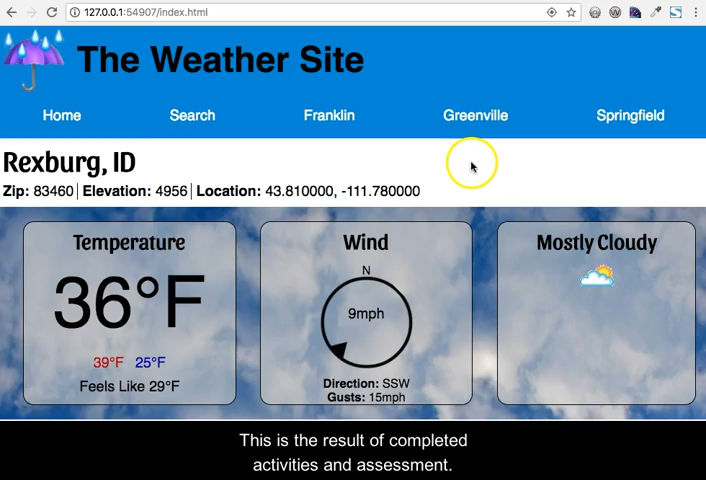 127.0.0.1:54907/index.html
The Weather Site
Home Search Franklin Greenville Springfield
Rexburg, ID
Zip: 83460 | Elevation: 4956 | Location: 43.810000, -111.780000
Temperature
36°F
39°F 25°F
Feels Like 29°F
Wind
N
9mph
Direction: SSW
Gusts: 15mph
Mostly Cloudy
This is the result of completed
activities and assessment.